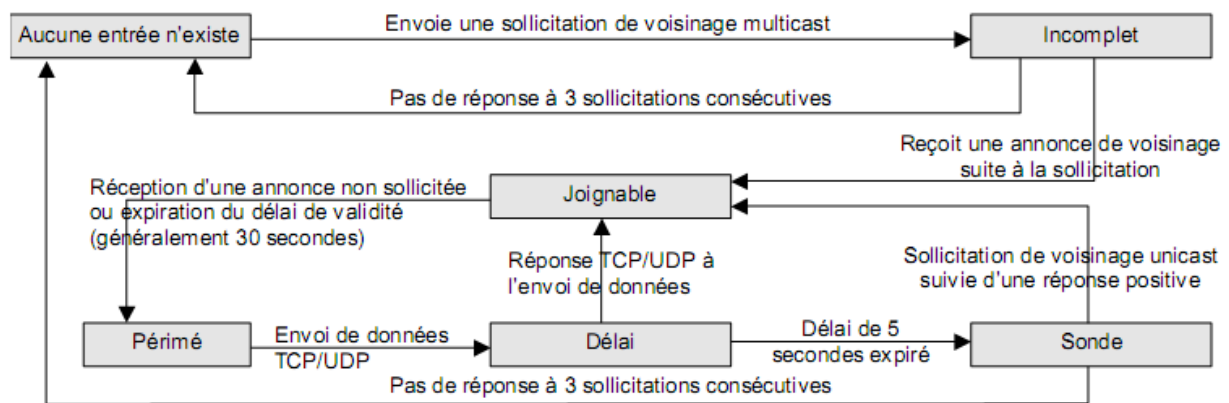 Aucune entrée n'existe
Envoie une sollicitation de voisinage multicast
Incomplet
Pas de réponse à 3 sollicitations consécutives
Reçoit une annonce de voisinage
suite à la sollicitation
Réception d'une annonce non sollicitée
ou expiration du délai de validité
(généralement 30 secondes)
Joignable
Réponse TCP/UDP à
l'envoi de données
Sollicitation de voisinage unicast
suivie d'une réponse positive
Périmé
Envoi de données
TCP/UDP
Délai
Délai de 5
secondes expiré
Sonde
Pas de réponse à 3 sollicitations consécutives